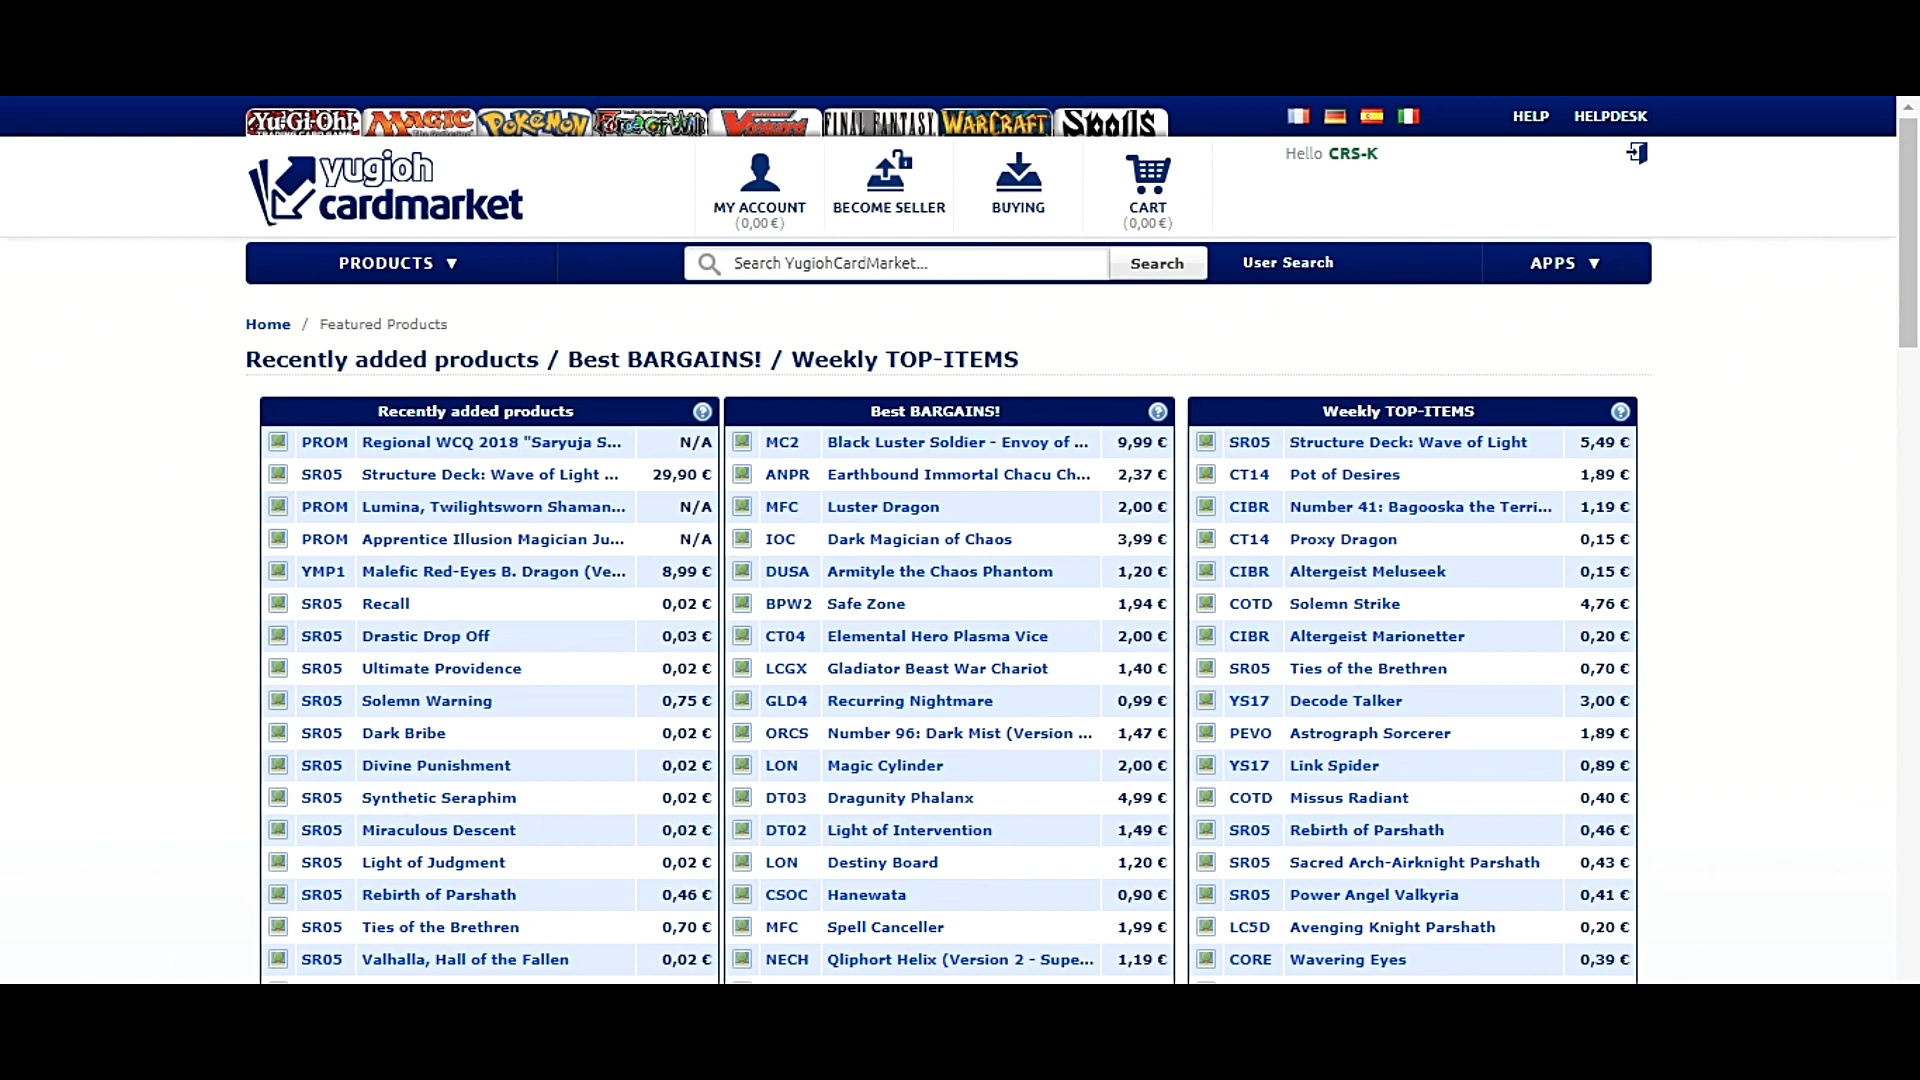 Yu-Gi-Oh! MAGIC POKéMON Force of Will VANGUARD FINAL FANTASY WARCRAFT Spoils
HELP HELPDESK
yugioh
cardmarket
MY ACCOUNT
(0,00 €)
BECOME SELLER
BUYING
CART
(0,00 €)
Hello CRS-K
PRODUCTS ▼
Search YugiohCardMarket...
Search
User Search
APPS ▼
Home / Featured Products
Recently added products / Best BARGAINS! / Weekly TOP-ITEMS
Recently added products
PROM Regional WCQ 2018 "Saryuja S... N/A
SR05 Structure Deck: Wave of Light ... 29,90 €
PROM Lumina, Twilightsworn Shaman... N/A
PROM Apprentice Illusion Magician Ju... N/A
YMP1 Malefic Red-Eyes B. Dragon (Ve... 8,99 €
SR05 Recall 0,02 €
SR05 Drastic Drop Off 0,03 €
SR05 Ultimate Providence 0,02 €
SR05 Solemn Warning 0,75 €
SR05 Dark Bribe 0,02 €
SR05 Divine Punishment 0,02 €
SR05 Synthetic Seraphim 0,02 €
SR05 Miraculous Descent 0,02 €
SR05 Light of Judgment 0,02 €
SR05 Rebirth of Parshath 0,46 €
SR05 Ties of the Brethren 0,70 €
SR05 Valhalla, Hall of the Fallen 0,02 €
Best BARGAINS!
MC2 Black Luster Soldier - Envoy of ... 9,99 €
ANPR Earthbound Immortal Chacu Ch... 2,37 €
MFC Luster Dragon 2,00 €
IOC Dark Magician of Chaos 3,99 €
DUSA Armityle the Chaos Phantom 1,20 €
BPW2 Safe Zone 1,94 €
CT04 Elemental Hero Plasma Vice 2,00 €
LCGX Gladiator Beast War Chariot 1,40 €
GLD4 Recurring Nightmare 0,99 €
ORCS Number 96: Dark Mist (Version ... 1,47 €
LON Magic Cylinder 2,00 €
DT03 Dragunity Phalanx 4,99 €
DT02 Light of Intervention 1,49 €
LON Destiny Board 1,20 €
CSOC Hanewata 0,90 €
MFC Spell Canceller 1,99 €
NECH Qliphort Helix (Version 2 - Supe... 1,19 €
Weekly TOP-ITEMS
SR05 Structure Deck: Wave of Light 5,49 €
CT14 Pot of Desires 1,89 €
CIBR Number 41: Bagooska the Terri... 1,19 €
CT14 Proxy Dragon 0,15 €
CIBR Altergeist Meluseek 0,15 €
COTD Solemn Strike 4,76 €
CIBR Altergeist Marionetter 0,20 €
SR05 Ties of the Brethren 0,70 €
YS17 Decode Talker 3,00 €
PEVO Astrograph Sorcerer 1,89 €
YS17 Link Spider 0,89 €
COTD Missus Radiant 0,40 €
SR05 Rebirth of Parshath 0,46 €
SR05 Sacred Arch-Airknight Parshath 0,43 €
SR05 Power Angel Valkyria 0,41 €
LC5D Avenging Knight Parshath 0,20 €
CORE Wavering Eyes 0,39 €